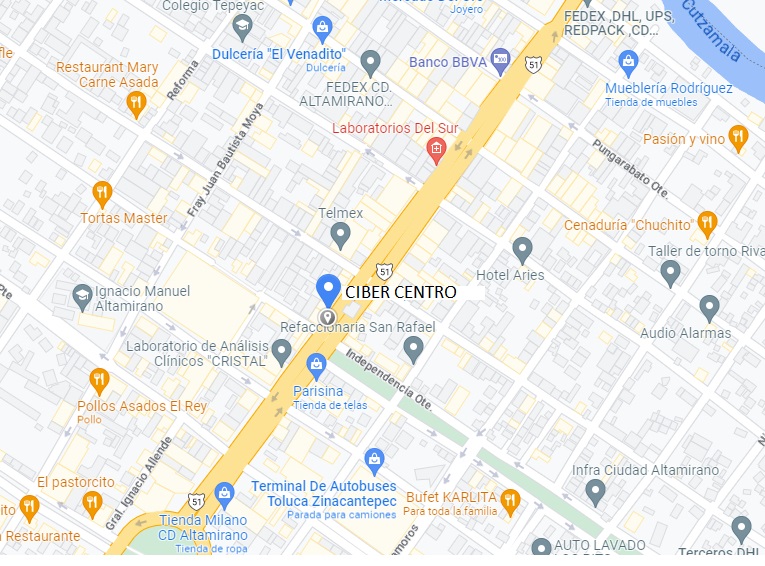 Colegio Tepeyac
Joyero
FEDEX ,DHL, UPS,
REDPACK ,CD...
Cutzamala
Dulcería "El Venadito"
Dulcería
Banco BBVA
51
Restaurant Mary
Carne Asada
Reforma
FEDEX CD.
ALTAMIRANO...
Mueblería Rodríguez
Tienda de muebles
Laboratorios Del Sur
Pasión y vino
Fray Juan Bautista Moya
Pungarabato Ote.
Tortas Master
Telmex
Cenaduría "Chuchito"
Taller de torno Riva
51
Hotel Aries
Ignacio Manuel
Altamirano
CIBER CENTRO
Refaccionaria San Rafael
Audio Alarmas
Laboratorio de Análisis
Clínicos "CRISTAL"
Independencia Ote.
Parisina
Tienda de telas
Pollos Asados El Rey
Pollo
Gral. Ignacio Allende
El pastorcito
Terminal De Autobuses
Toluca Zinacantepec
Parada para camiones
Infra Ciudad Altamirano
51
Bufet KARLITA
Para toda la familia
Tienda Milano
CD Altamirano
Tienda de ropa
Restaurante
AUTO LAVADO
Terceros DHL